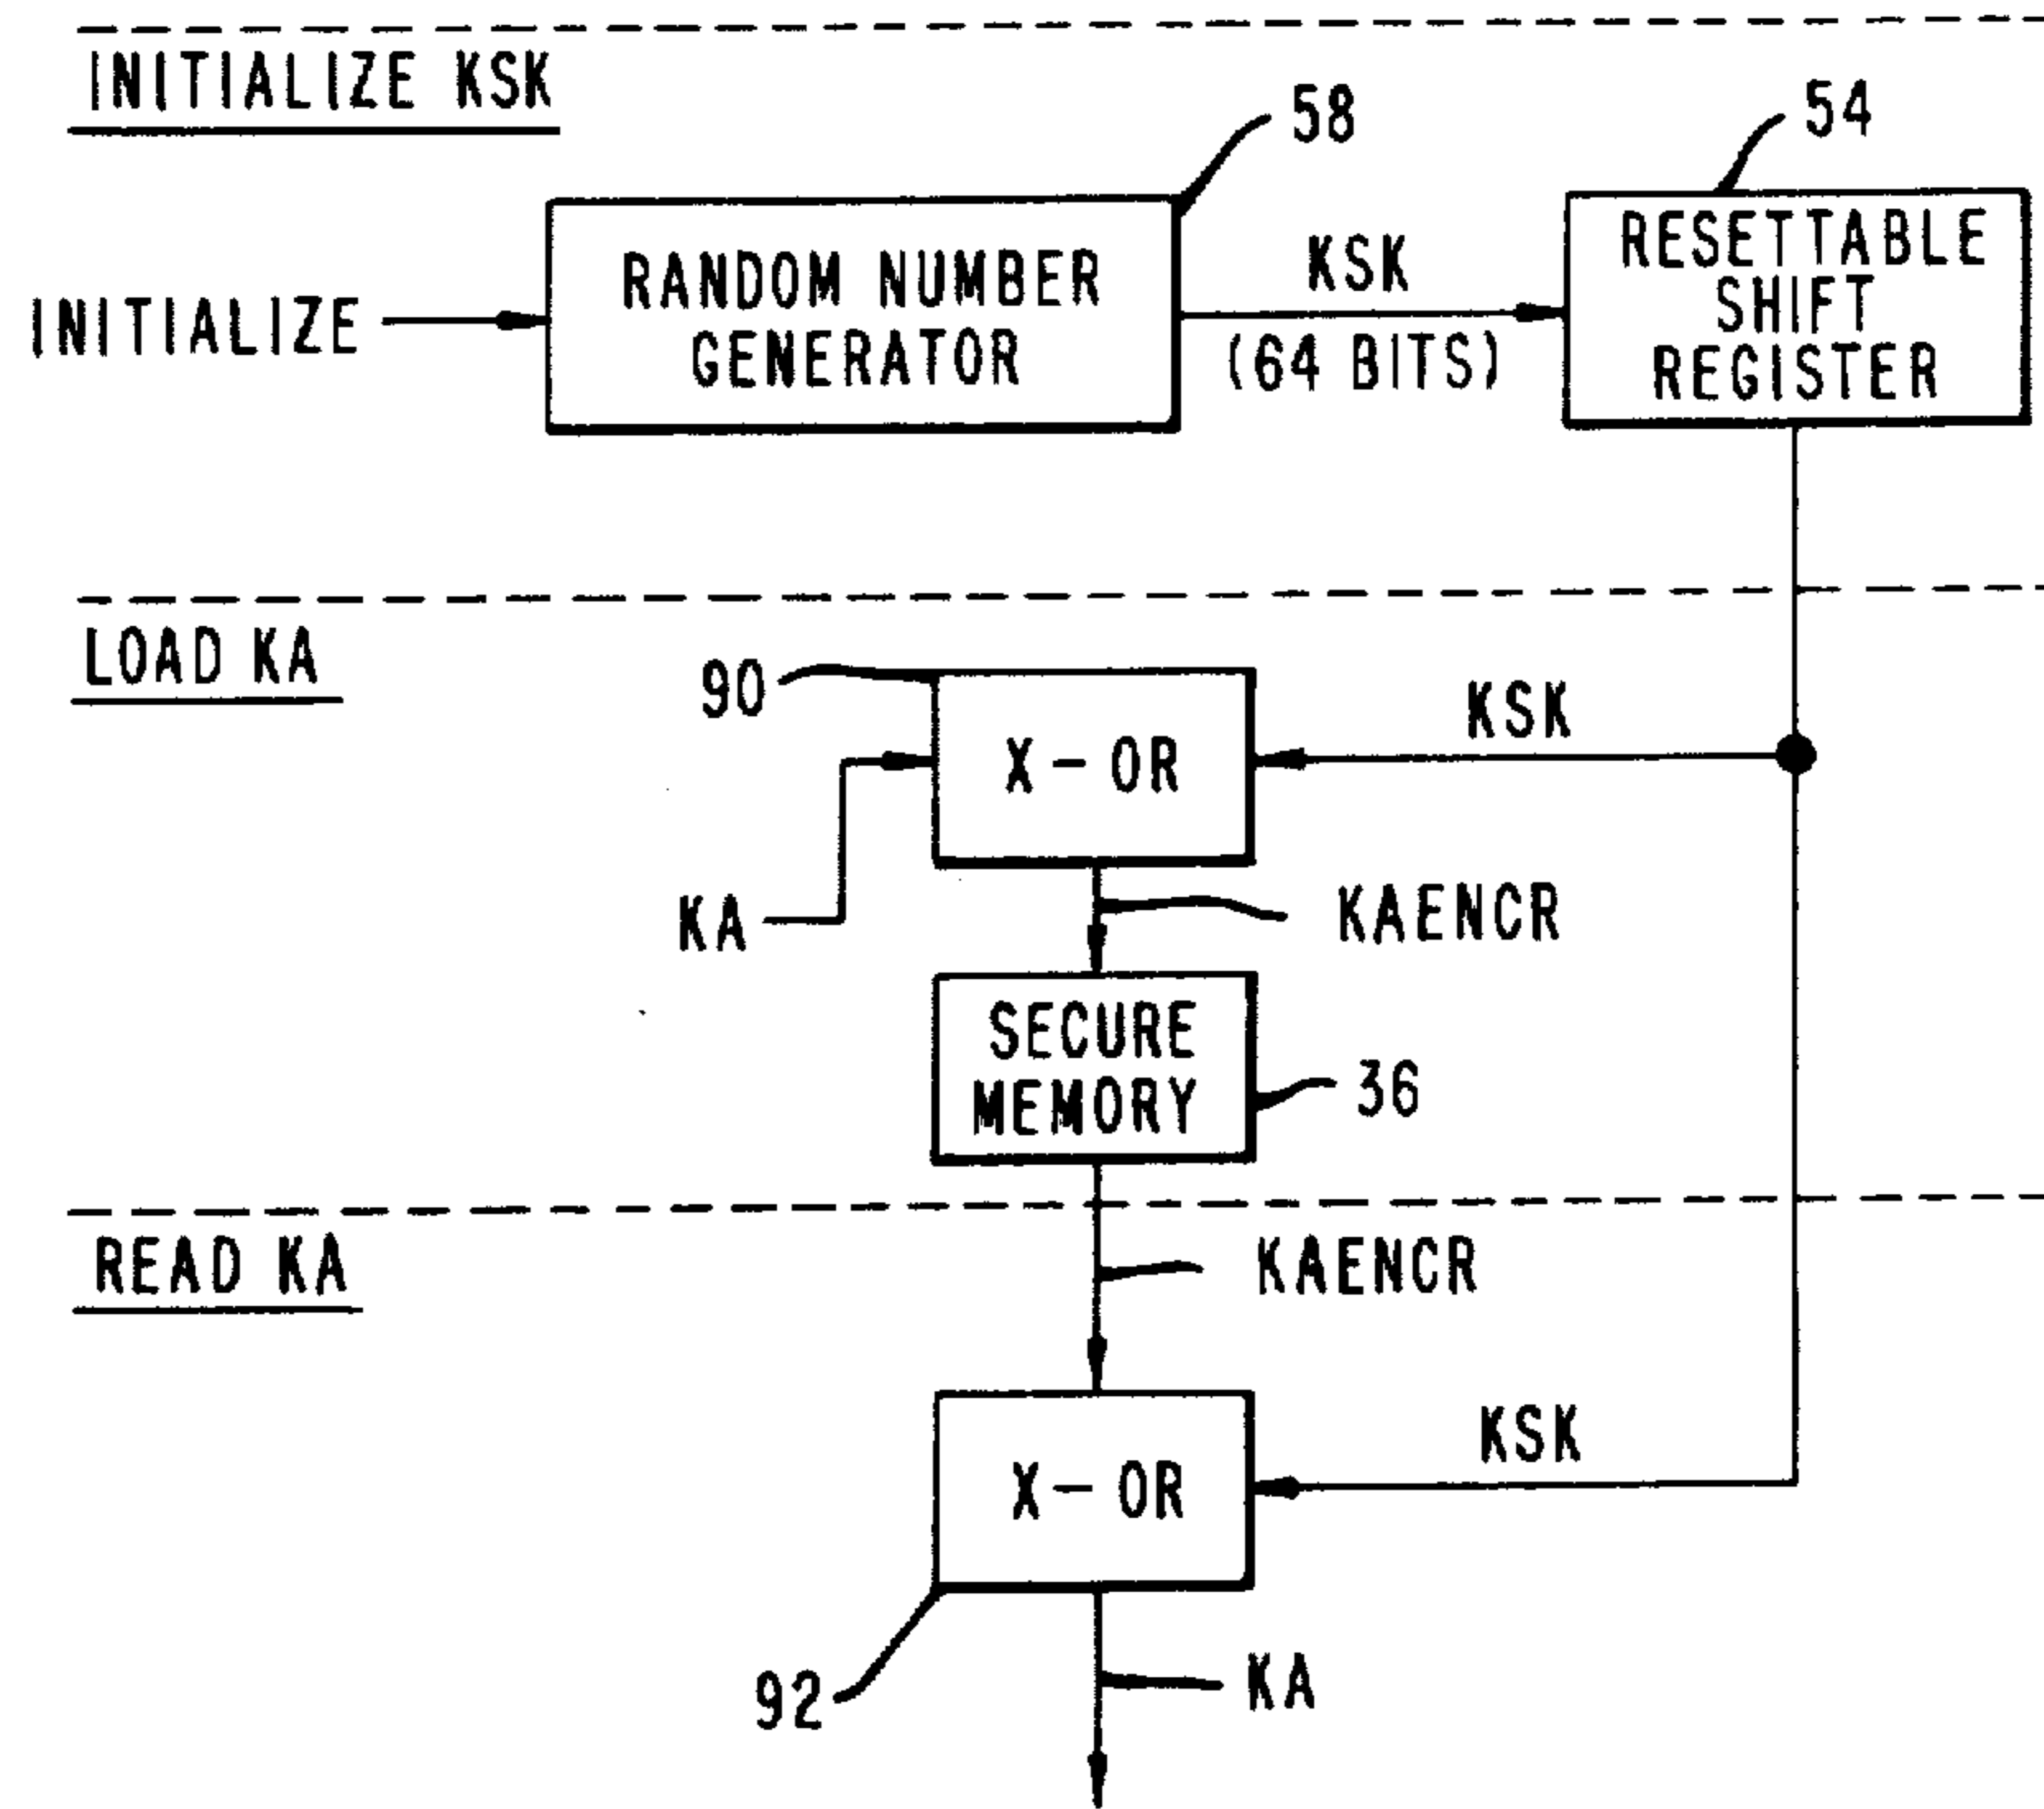 INITIALIZE KSK
58
54
INITIALIZE
RANDOM NUMBER
GENERATOR
KSK
(64 BITS)
RESETTABLE
SHIFT
REGISTER
LOAD KA
90
X-OR
KSK
KA
KAENCR
SECURE
MEMORY
36
READ KA
KAENCR
X-OR
KSK
92
KA